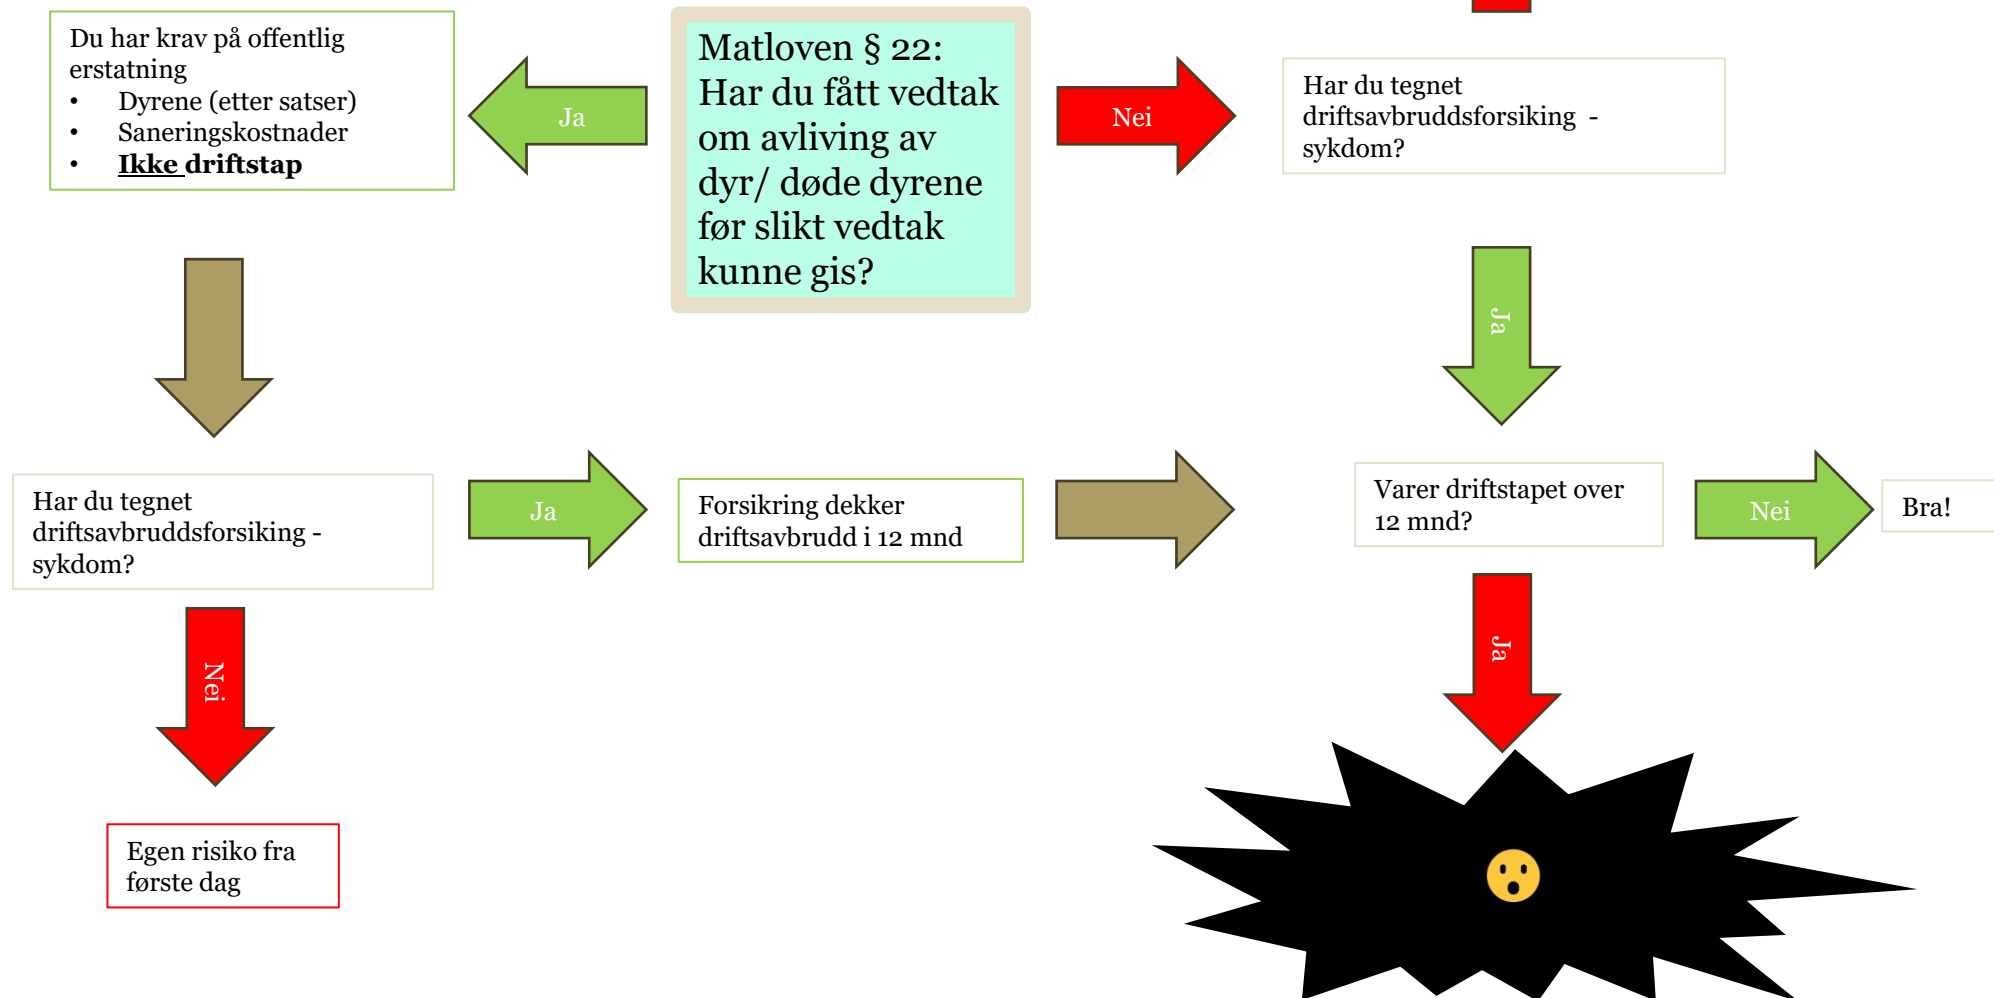 Du har krav på offentlig
erstatning
• Dyrene (etter satser)
• Saneringskostnader
• Ikke driftstap
Ja
Matloven § 22:
Har du fått vedtak
om avliving av
dyr/ døde dyrene
før slikt vedtak
kunne gis?
Nei
Har du tegnet
driftsavbruddsforsiking -
sykdom?
Ja
Har du tegnet
driftsavbruddsforsiking -
sykdom?
Ja
Forsikring dekker
driftsavbrudd i 12 mnd
Varer driftstapet over
12 mnd?
Nei
Bra!
Nei
Ja
Egen risiko fra
første dag